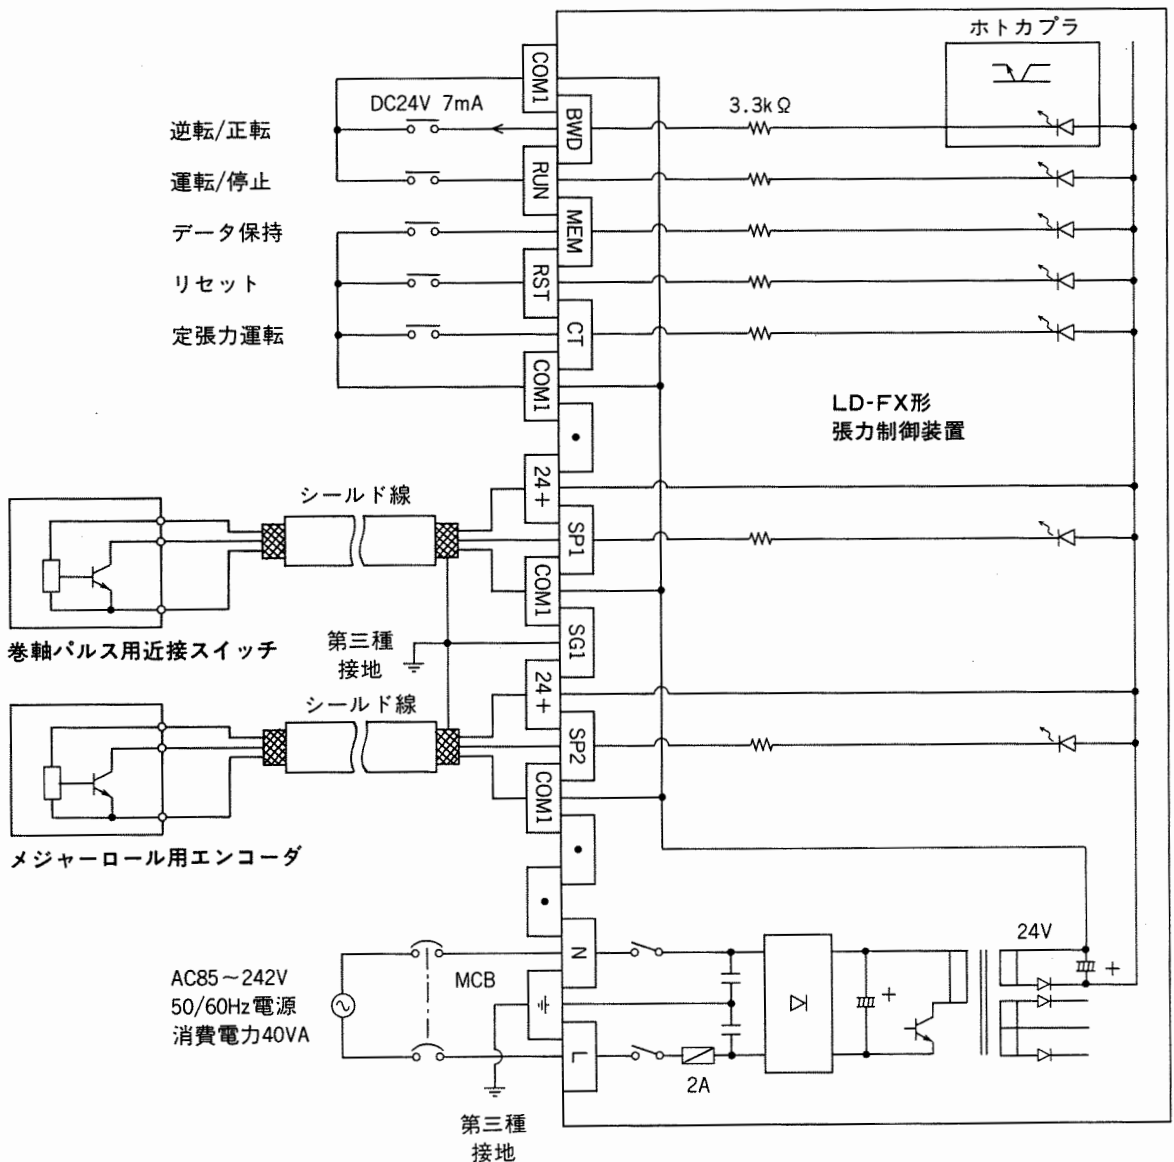 ホトカプラ
COM1
DC24V 7mA
3.3kΩ
逆転/正転
BWD
運転/停止
RUN
データ保持
MEM
リセット
RST
定張力運転
CT
COM1
LD-FX形
張力制御装置
シールド線
24+
SP1
COM1
巻軸パルス用近接スイッチ
第三種
接地
SG1
シールド線
24+
SP2
COM1
メジャーロール用エンコーダ
N
24V
AC85~242V
50/60Hz電源
消費電力40VA
MCB
+
+
L
2A
第三種
接地